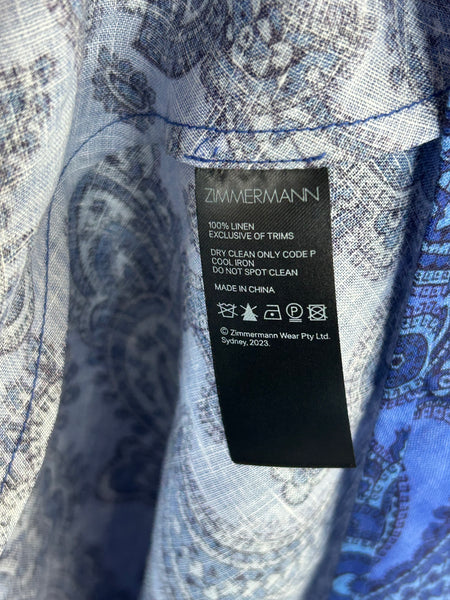 ZIMMERMANN
100% LINEN
EXCLUSIVE OF TRIMS
DRY CLEAN ONLY CODE P
COOL IRON
DO NOT SPOT CLEAN
MADE IN CHINA
P
© Zimmermann Wear Pty Ltd.
Sydney, 2023.